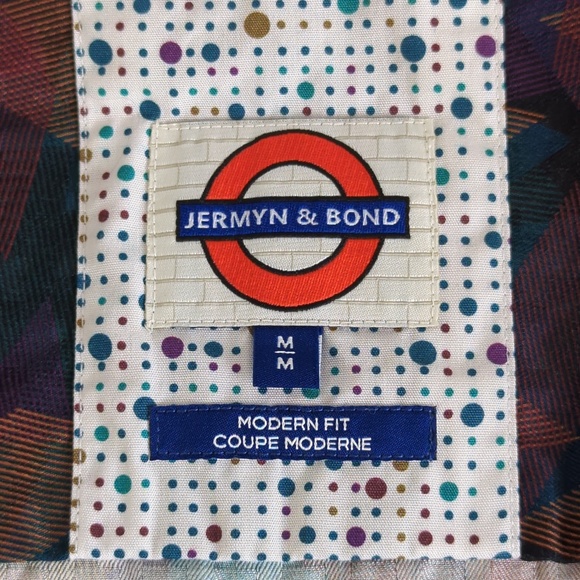 JERMYN & BOND
M
M
MODERN FIT
COUPE MODERNE